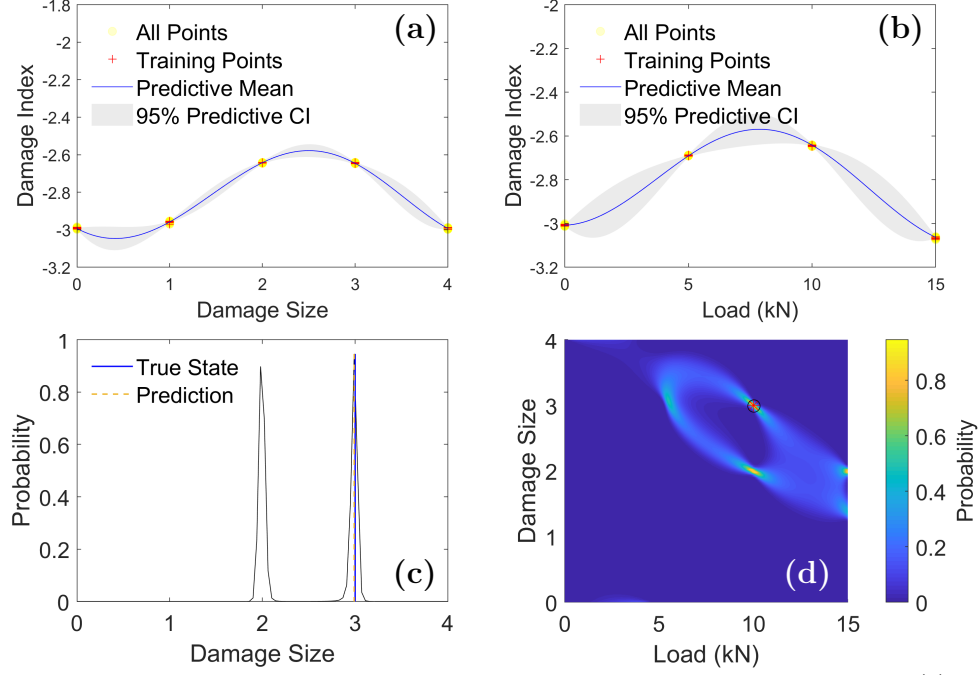 (a)
All Points
Training Points
Predictive Mean
95% Predictive CI
Damage Index
-1.8
-2
-2.2
-2.4
-2.6
-2.8
-3
-3.2
0 1 2 3 4
Damage Size
(b)
All Points
Training Points
Predictive Mean
95% Predictive CI
Damage Index
-2
-2.2
-2.4
-2.6
-2.8
-3
-3.2
0 5 10 15
Load (kN)
True State
Prediction
(c)
Probability
1
0.8
0.6
0.4
0.2
0
0 1 2 3 4
Damage Size
(d)
Damage Size
4
3
2
1
0
0 5 10 15
Load (kN)
0.8
0.6
0.4
0.2
0
Probability